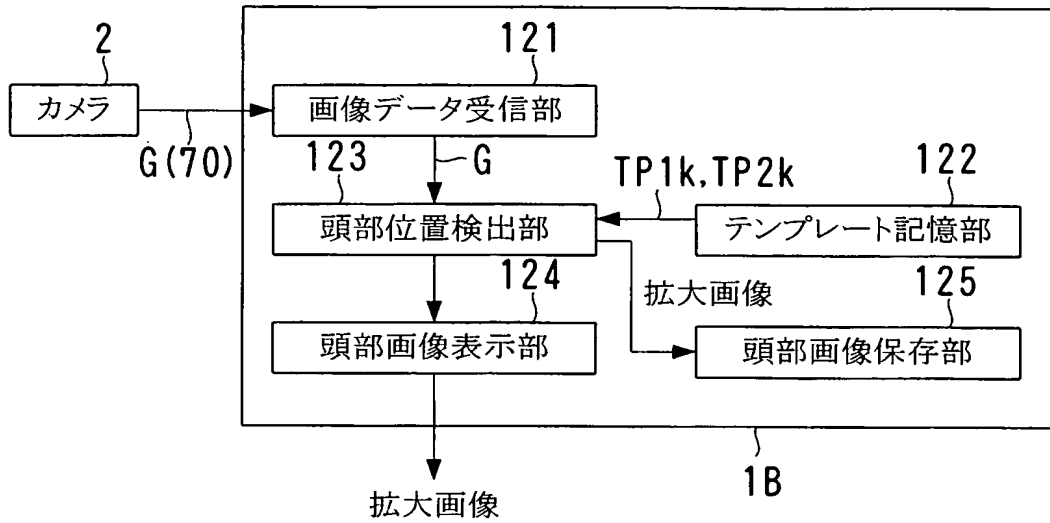 2
カメラ
G(70)
121
画像データ受信部
G
123
頭部位置検出部
TP1k,TP2k
122
テンプレート記憶部
124
頭部画像表示部
拡大画像
125
頭部画像保存部
1B
拡大画像